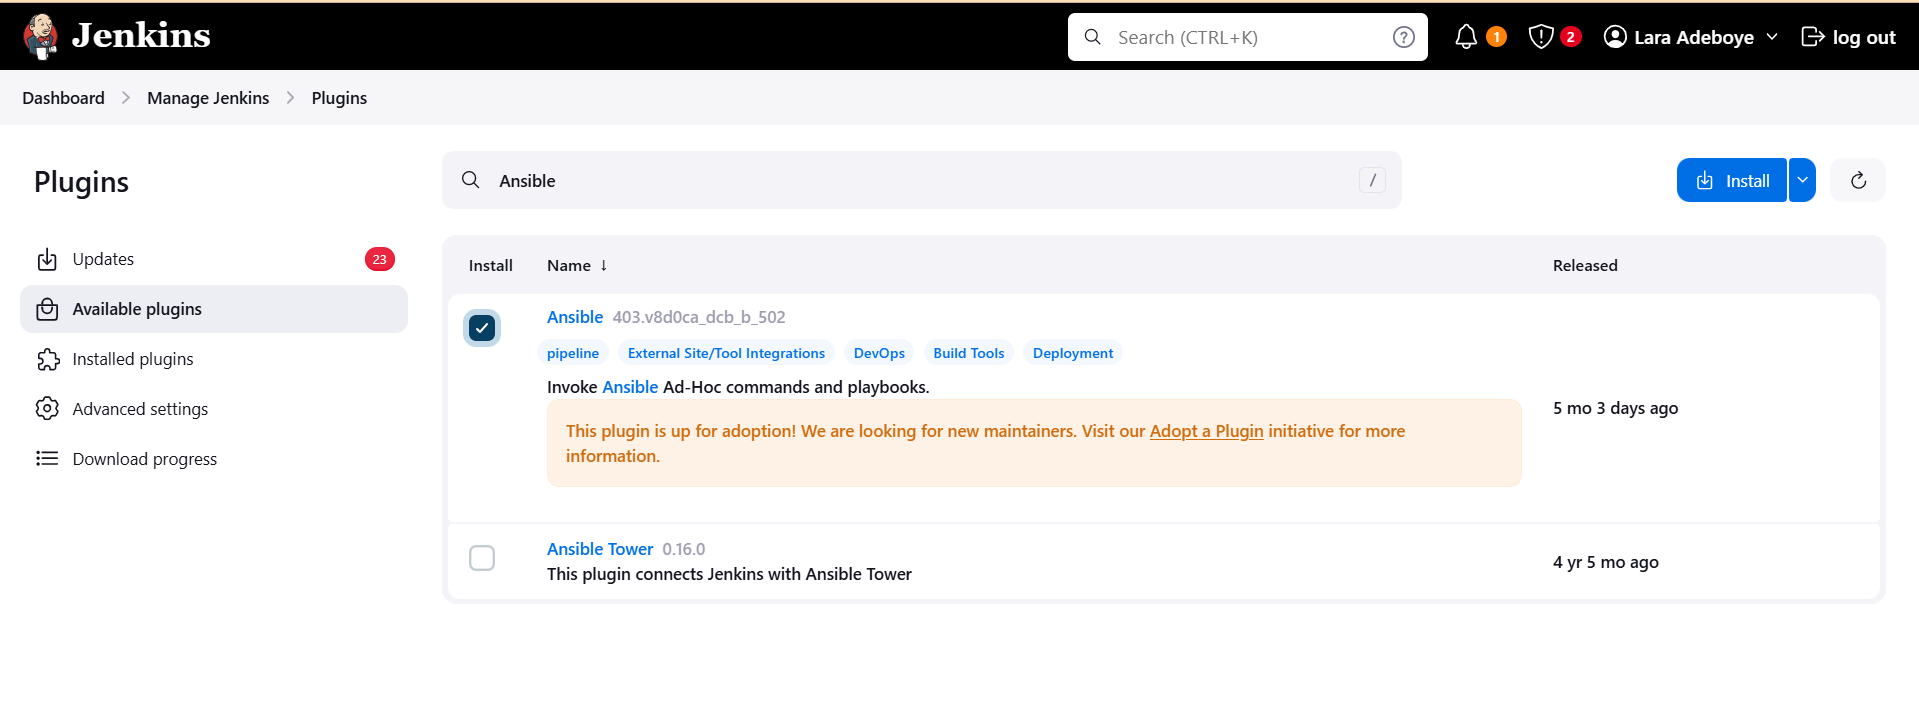 Jenkins
Search (CTRL+K)
1
2
Lara Adeboye
log out
Dashboard
Manage Jenkins
Plugins
Plugins
Ansible
/
Install
Updates
23
Available plugins
Installed plugins
Advanced settings
Download progress
Install
Name ↓
Released
Ansible 403.v8d0ca_dcb_b_502
pipeline
External Site/Tool Integrations
DevOps
Build Tools
Deployment
Invoke Ansible Ad-Hoc commands and playbooks.
This plugin is up for adoption! We are looking for new maintainers. Visit our Adopt a Plugin initiative for more
information.
5 mo 3 days ago
Ansible Tower 0.16.0
This plugin connects Jenkins with Ansible Tower
4 yr 5 mo ago